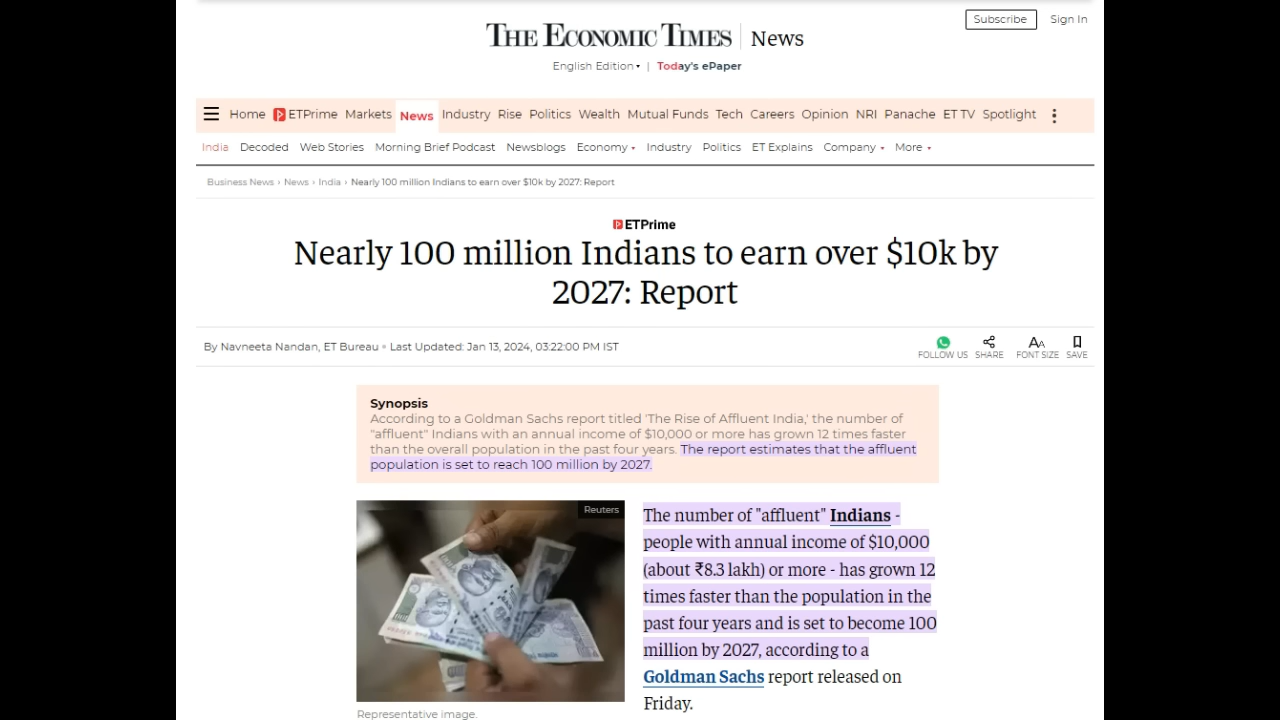 Subscribe Sign In
THE ECONOMIC TIMES News
English Edition | Today's ePaper
Home ETPrime Markets News Industry Rise Politics Wealth Mutual Funds Tech Careers Opinion NRI Panache ET TV Spotlight
India Decoded Web Stories Morning Brief Podcast Newsblogs Economy Industry Politics ET Explains Company More
Business News › News › India › Nearly 100 million Indians to earn over $10k by 2027: Report
ETPrime
Nearly 100 million Indians to earn over $10k by
2027: Report
By Navneeta Nandan, ET Bureau • Last Updated: Jan 13, 2024, 03:22:00 PM IST
FOLLOW US SHARE FONT SIZE SAVE
Synopsis
According to a Goldman Sachs report titled 'The Rise of Affluent India,' the number of
"affluent" Indians with an annual income of $10,000 or more has grown 12 times faster
than the overall population in the past four years. The report estimates that the affluent
population is set to reach 100 million by 2027.
Reuters
Representative image.
The number of "affluent" Indians -
people with annual income of $10,000
(about ₹8.3 lakh) or more - has grown 12
times faster than the population in the
past four years and is set to become 100
million by 2027, according to a
Goldman Sachs report released on
Friday.